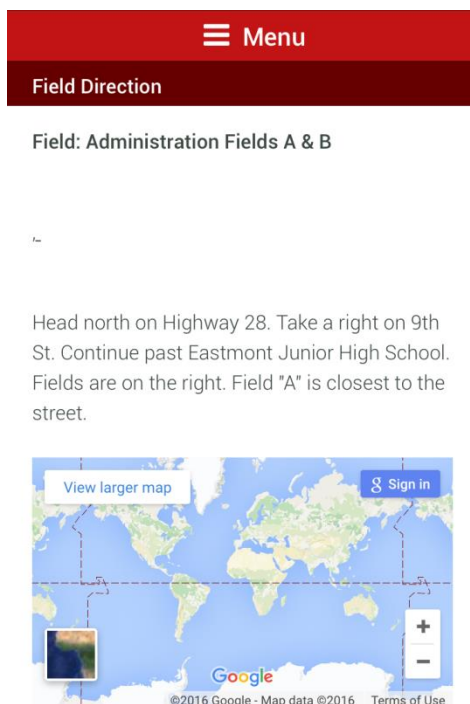 Menu
Field Direction
Field: Administration Fields A & B
,-
Head north on Highway 28. Take a right on 9th
St. Continue past Eastmont Junior High School.
Fields are on the right. Field "A" is closest to the
street.
View larger map
g Sign in
+
−
Google
©2016 Google - Map data ©2016 Terms of Use